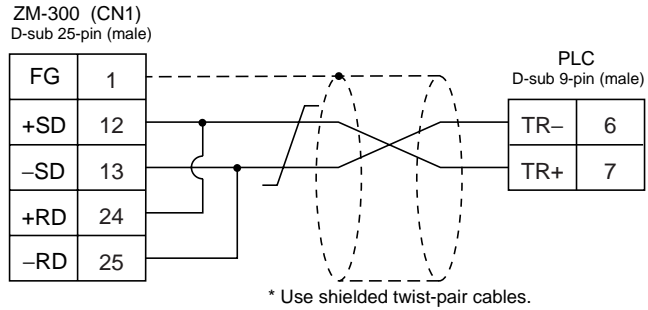 ZM-300 (CN1)
D-sub 25-pin (male)
PLC
D-sub 9-pin (male)
FG 1
+SD 12
TR− 6
−SD 13
TR+ 7
+RD 24
−RD 25
* Use shielded twist-pair cables.